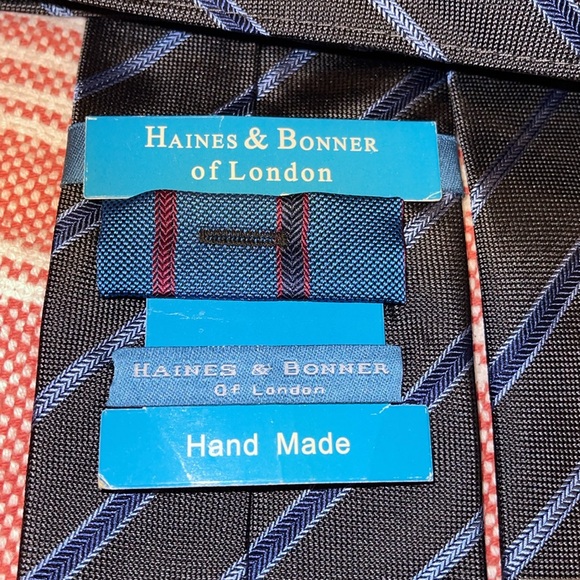 HAINES & BONNER
of London
HAINES & BONNER
Of London
Hand Made